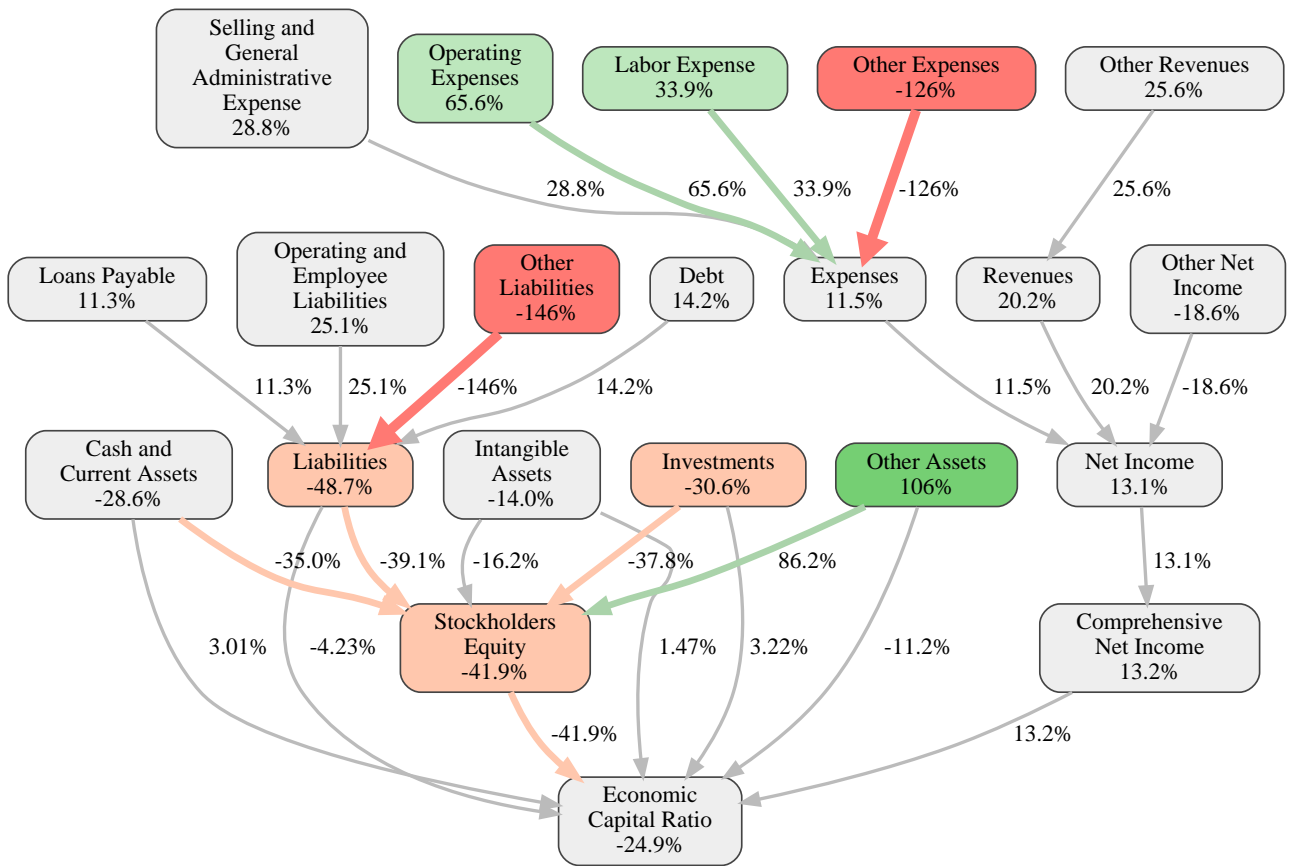 Selling and
General
Administrative
Expense
28.8%
Operating
Expenses
65.6%
Labor Expense
33.9%
Other Expenses
-126%
Other Revenues
25.6%
28.8%
65.6%
33.9%
-126%
25.6%
Loans Payable
11.3%
Operating and
Employee
Liabilities
25.1%
Other
Liabilities
-146%
Debt
14.2%
Expenses
11.5%
Revenues
20.2%
Other Net
Income
-18.6%
11.3%
25.1%
-146%
14.2%
11.5%
20.2%
-18.6%
Cash and
Current Assets
-28.6%
Liabilities
-48.7%
Intangible
Assets
-14.0%
Investments
-30.6%
Other Assets
106%
Net Income
13.1%
-35.0%
-39.1%
-16.2%
-37.8%
86.2%
13.1%
Stockholders
Equity
-41.9%
Comprehensive
Net Income
13.2%
3.01%
-4.23%
1.47%
3.22%
-11.2%
-41.9%
13.2%
Economic
Capital Ratio
-24.9%